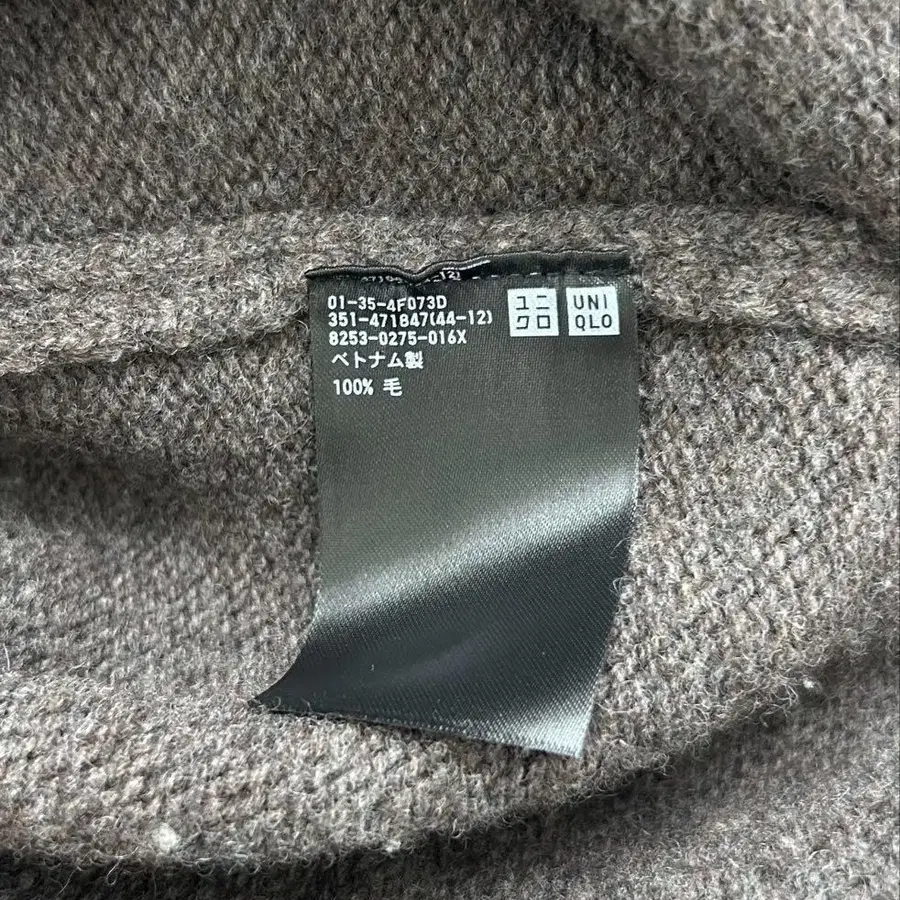 01-35-4F073D
351-471847(44-12)
8253-0275-016X
ベトナム製
100% 毛
ユニ
クロ
UNI
QLO